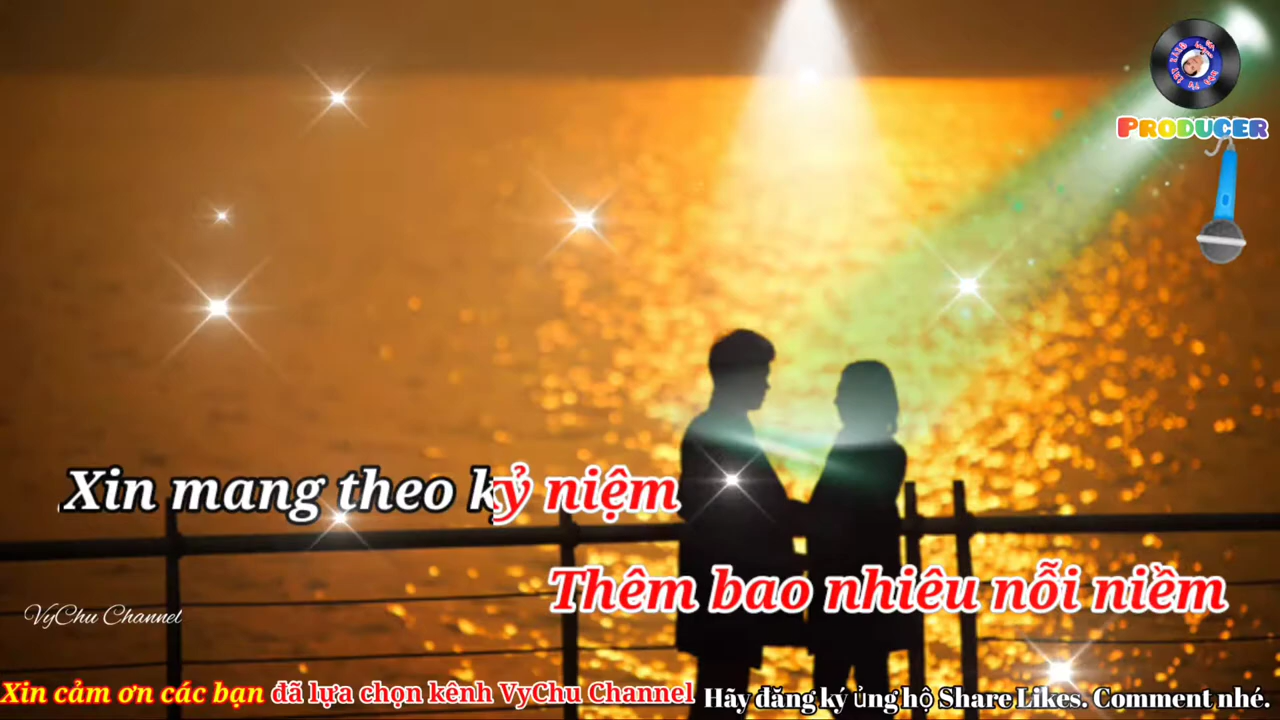 PRODUCER
Xin mang theo kỷ niệm
Thêm bao nhiêu nỗi niềm
VyChu Channel
Xin cảm ơn các bạn đã lựa chọn kênh VyChu Channel Hãy đăng ký ủng hộ Share Likes. Comment nhé.